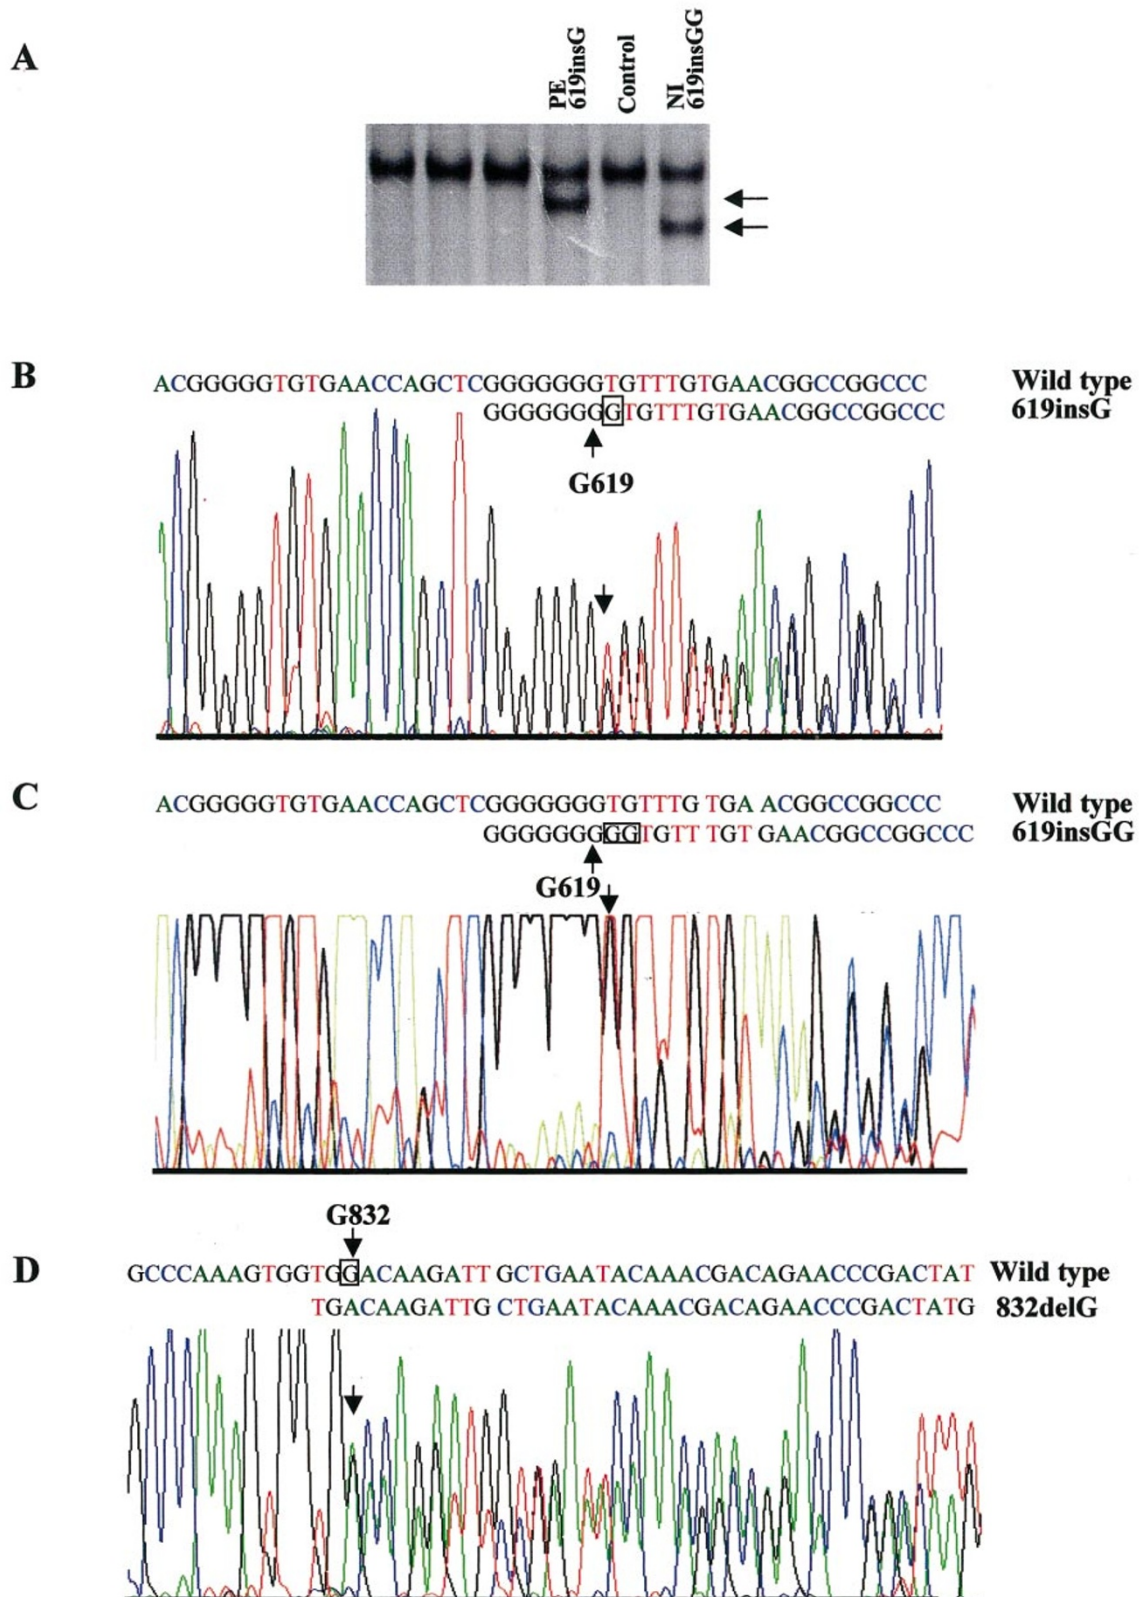 A
PE
619insG
Control
NI
619insGG
B
ACGGGGGTGTGAACCAGCTCGGGGGGGTGTTTGTGAACGGCCGGCCC Wild type
GGGGGGGGTGTTTGTGAACGGCCGGCCC 619insG
G619
C
ACGGGGGTGTGAACCAGCTCGGGGGGGTGTTTG TGA ACGGCCGGCCC Wild type
GGGGGGGGGTGTT TGT GAACGGCCGGCCC 619insGG
G619
G832
D
GCCCAAAGTGGTGGACAAGATT GCTGAATACAAACGACAGAACCCGACTAT Wild type
TGACAAGATTG CTGAATACAAACGACAGAACCCGACTATG 832delG